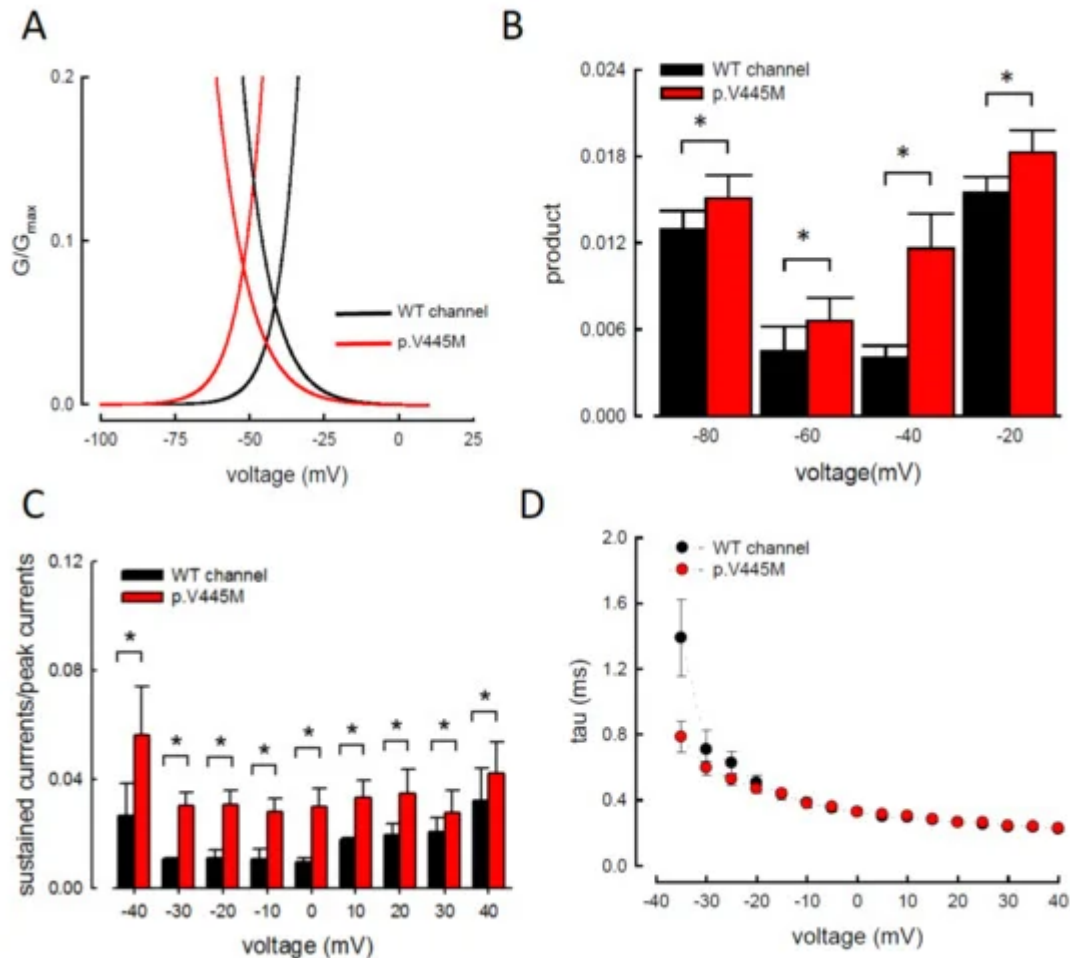 A
G/Gmax
0.2
0.1
0.0
WT channel
p.V445M
-100 -75 -50 -25 0 25
voltage (mV)
B
product
0.024
0.018
0.012
0.006
0.000
WT channel
p.V445M
* * * *
-80 -60 -40 -20
voltage(mV)
C
sustained currrents/peak currents
0.12
0.08
0.04
0.00
WT channel
p.V445M
* * * * * * * * *
-40 -30 -20 -10 0 10 20 30 40
voltage (mV)
D
tau (ms)
2.0
1.6
1.2
0.8
0.4
0.0
WT channel
p.V445M
-40 -30 -20 -10 0 10 20 30 40
voltage (mV)